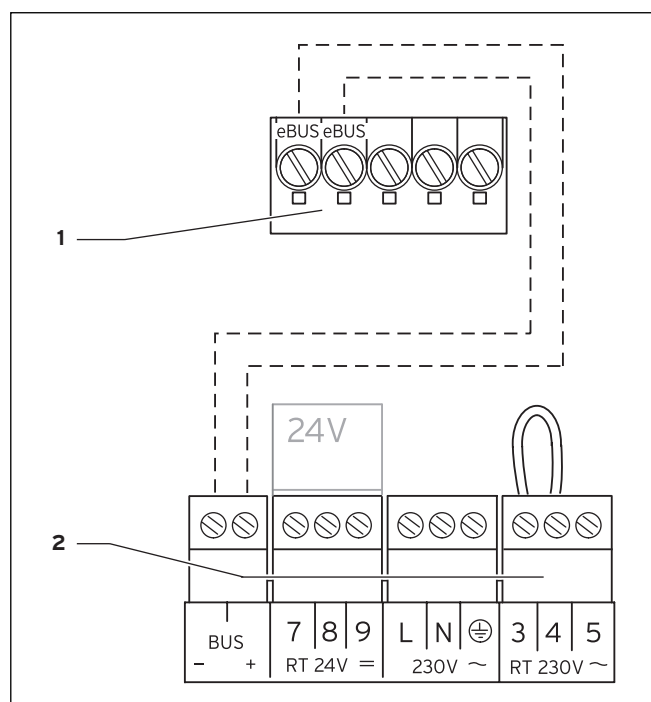 eBUS eBUS
1
24V
2
BUS
- +
7 8 9
RT 24V =
L N
230V ~
3 4 5
RT 230V ~